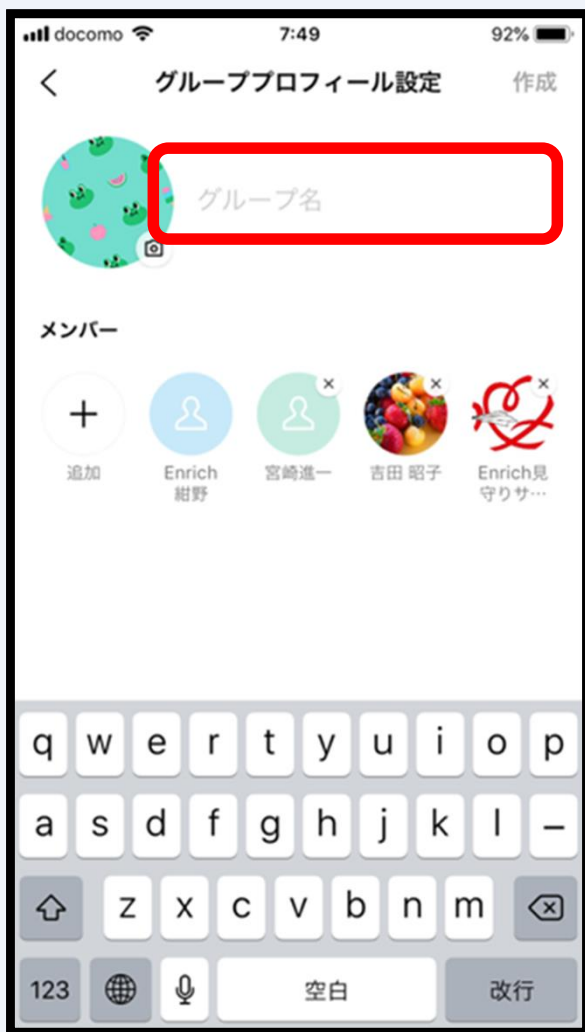 docomo 7:49 92%
グループプロフィール設定 作成
グループ名
メンバー
追加
Enrich
紺野
宮崎進一
吉田 昭子
Enrich見
守りサ…
q w e r t y u i o p
a s d f g h j k l ー
z x c v b n m
123 空白 改行